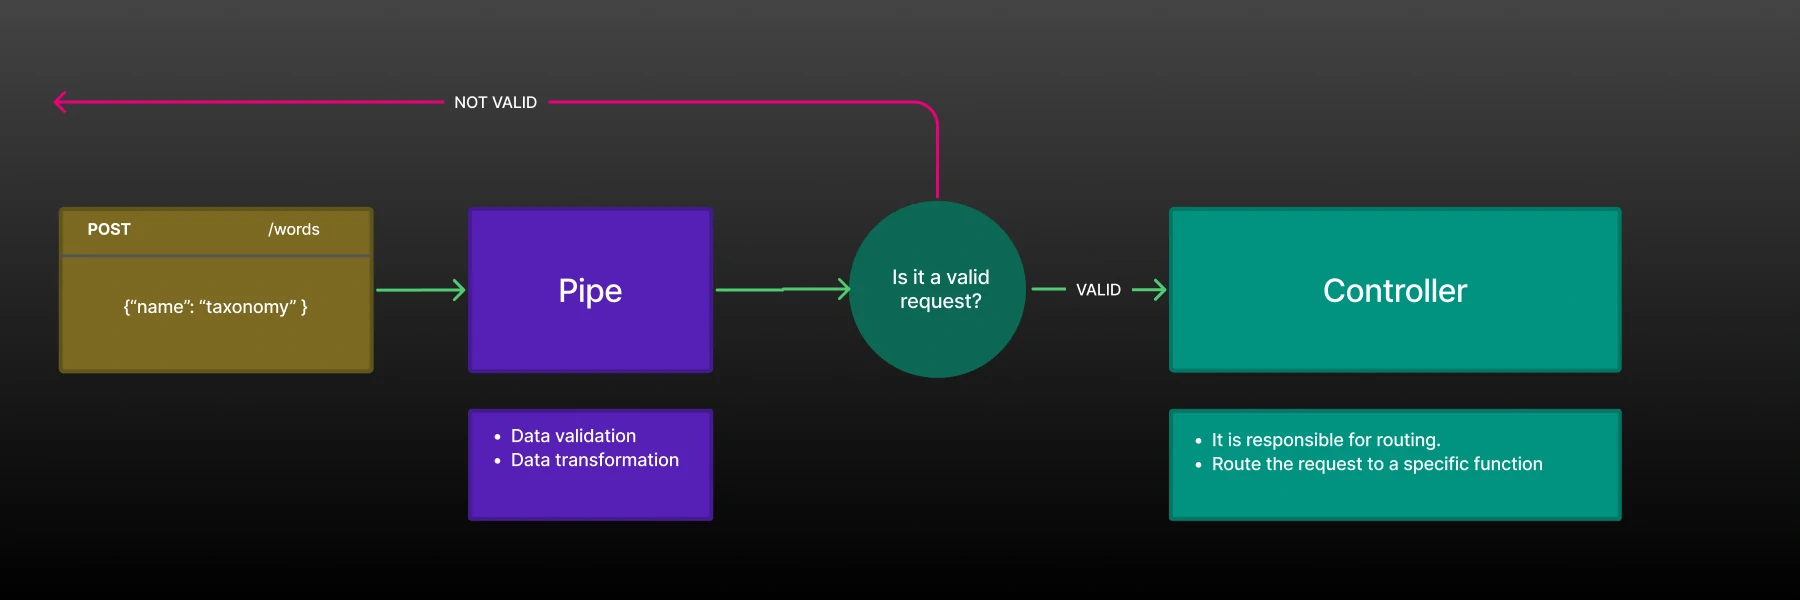 NOT VALID
POST /words
{“name”: “taxonomy” }
Pipe
Is it a valid
request?
VALID
Controller
• Data validation
• Data transformation
• It is responsible for routing.
• Route the request to a specific function